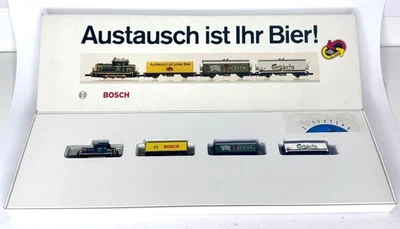 Austausch ist Ihr Bier!
Austausch ist unser Bier!
Carlsberg
BOSCH
BOSCH
Carlsberg